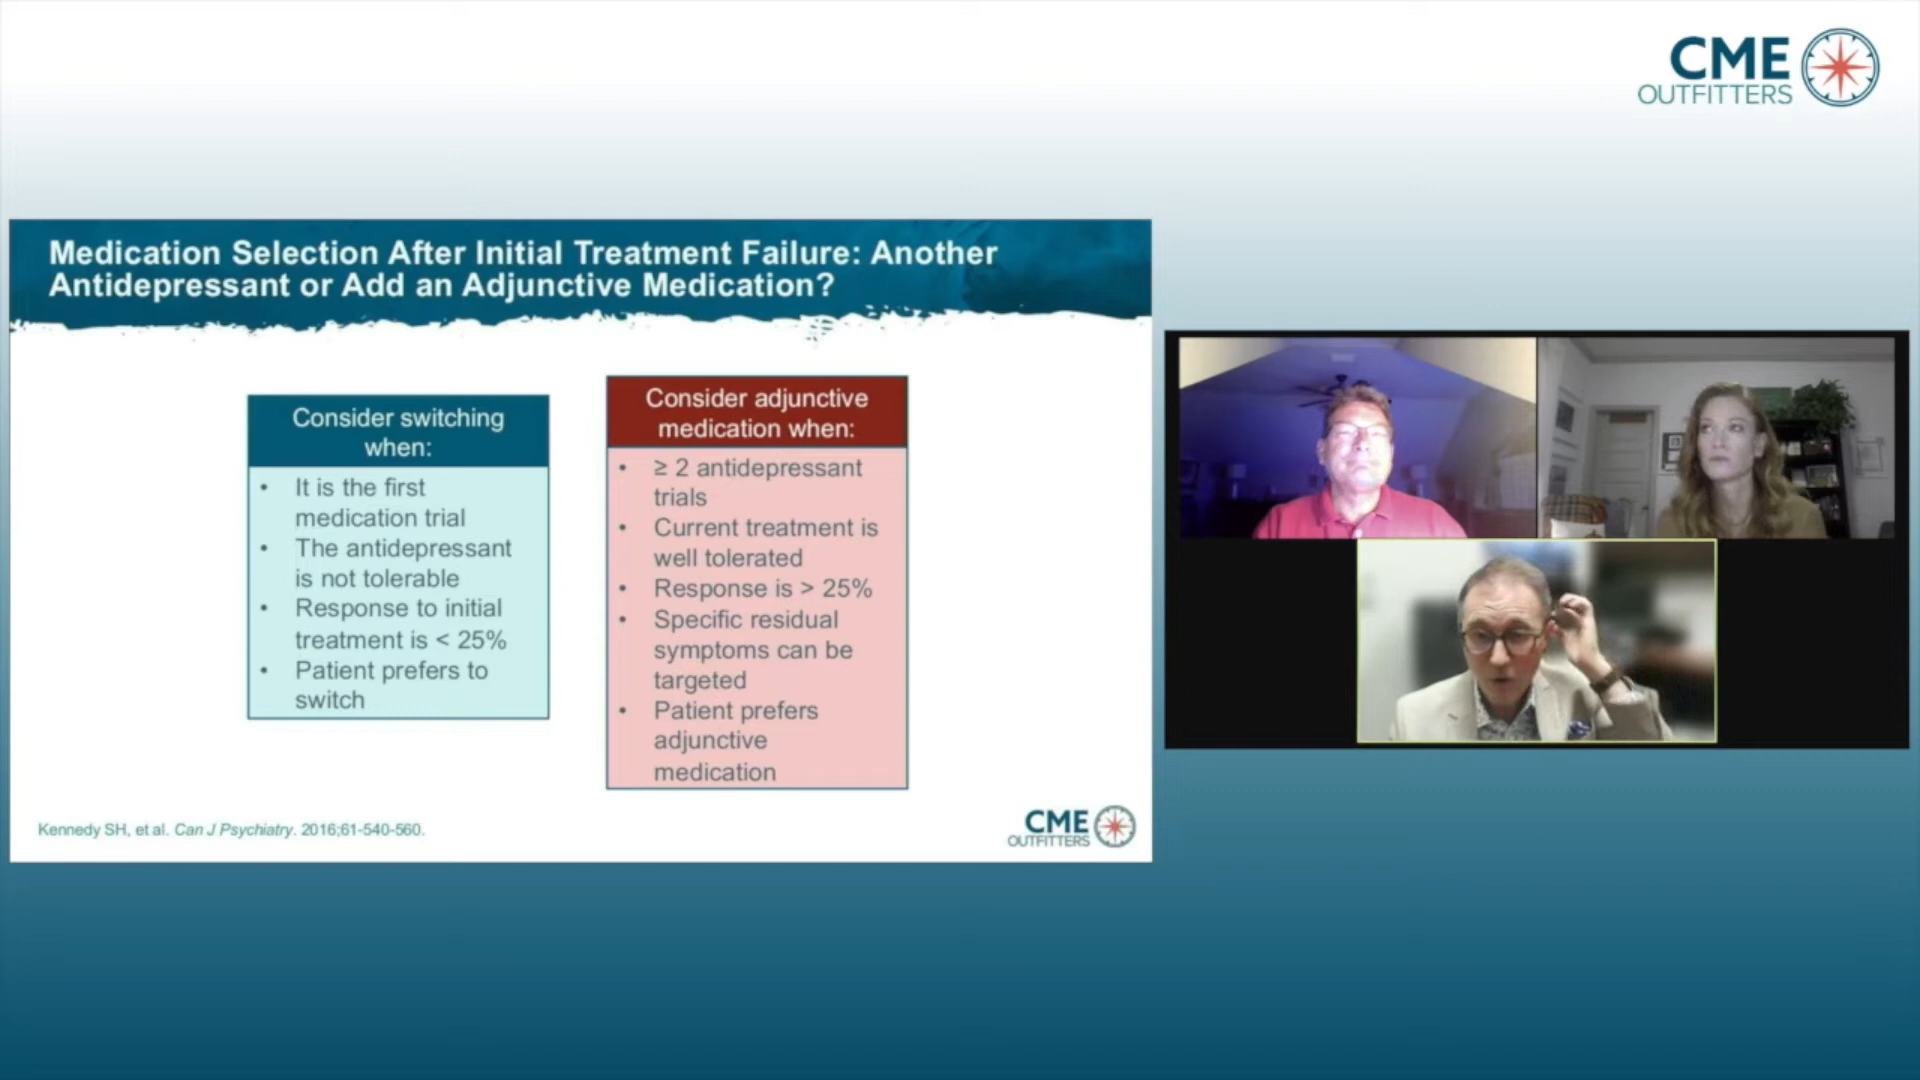 CME
OUTFITTERS
Medication Selection After Initial Treatment Failure: Another
Antidepressant or Add an Adjunctive Medication?
Consider switching
when:
• It is the first
medication trial
• The antidepressant
is not tolerable
• Response to initial
treatment is < 25%
• Patient prefers to
switch
Consider adjunctive
medication when:
• ≥ 2 antidepressant
trials
• Current treatment is
well tolerated
• Response is > 25%
• Specific residual
symptoms can be
targeted
• Patient prefers
adjunctive
medication
Kennedy SH, et al. Can J Psychiatry. 2016;61-540-560.
CME
OUTFITTERS